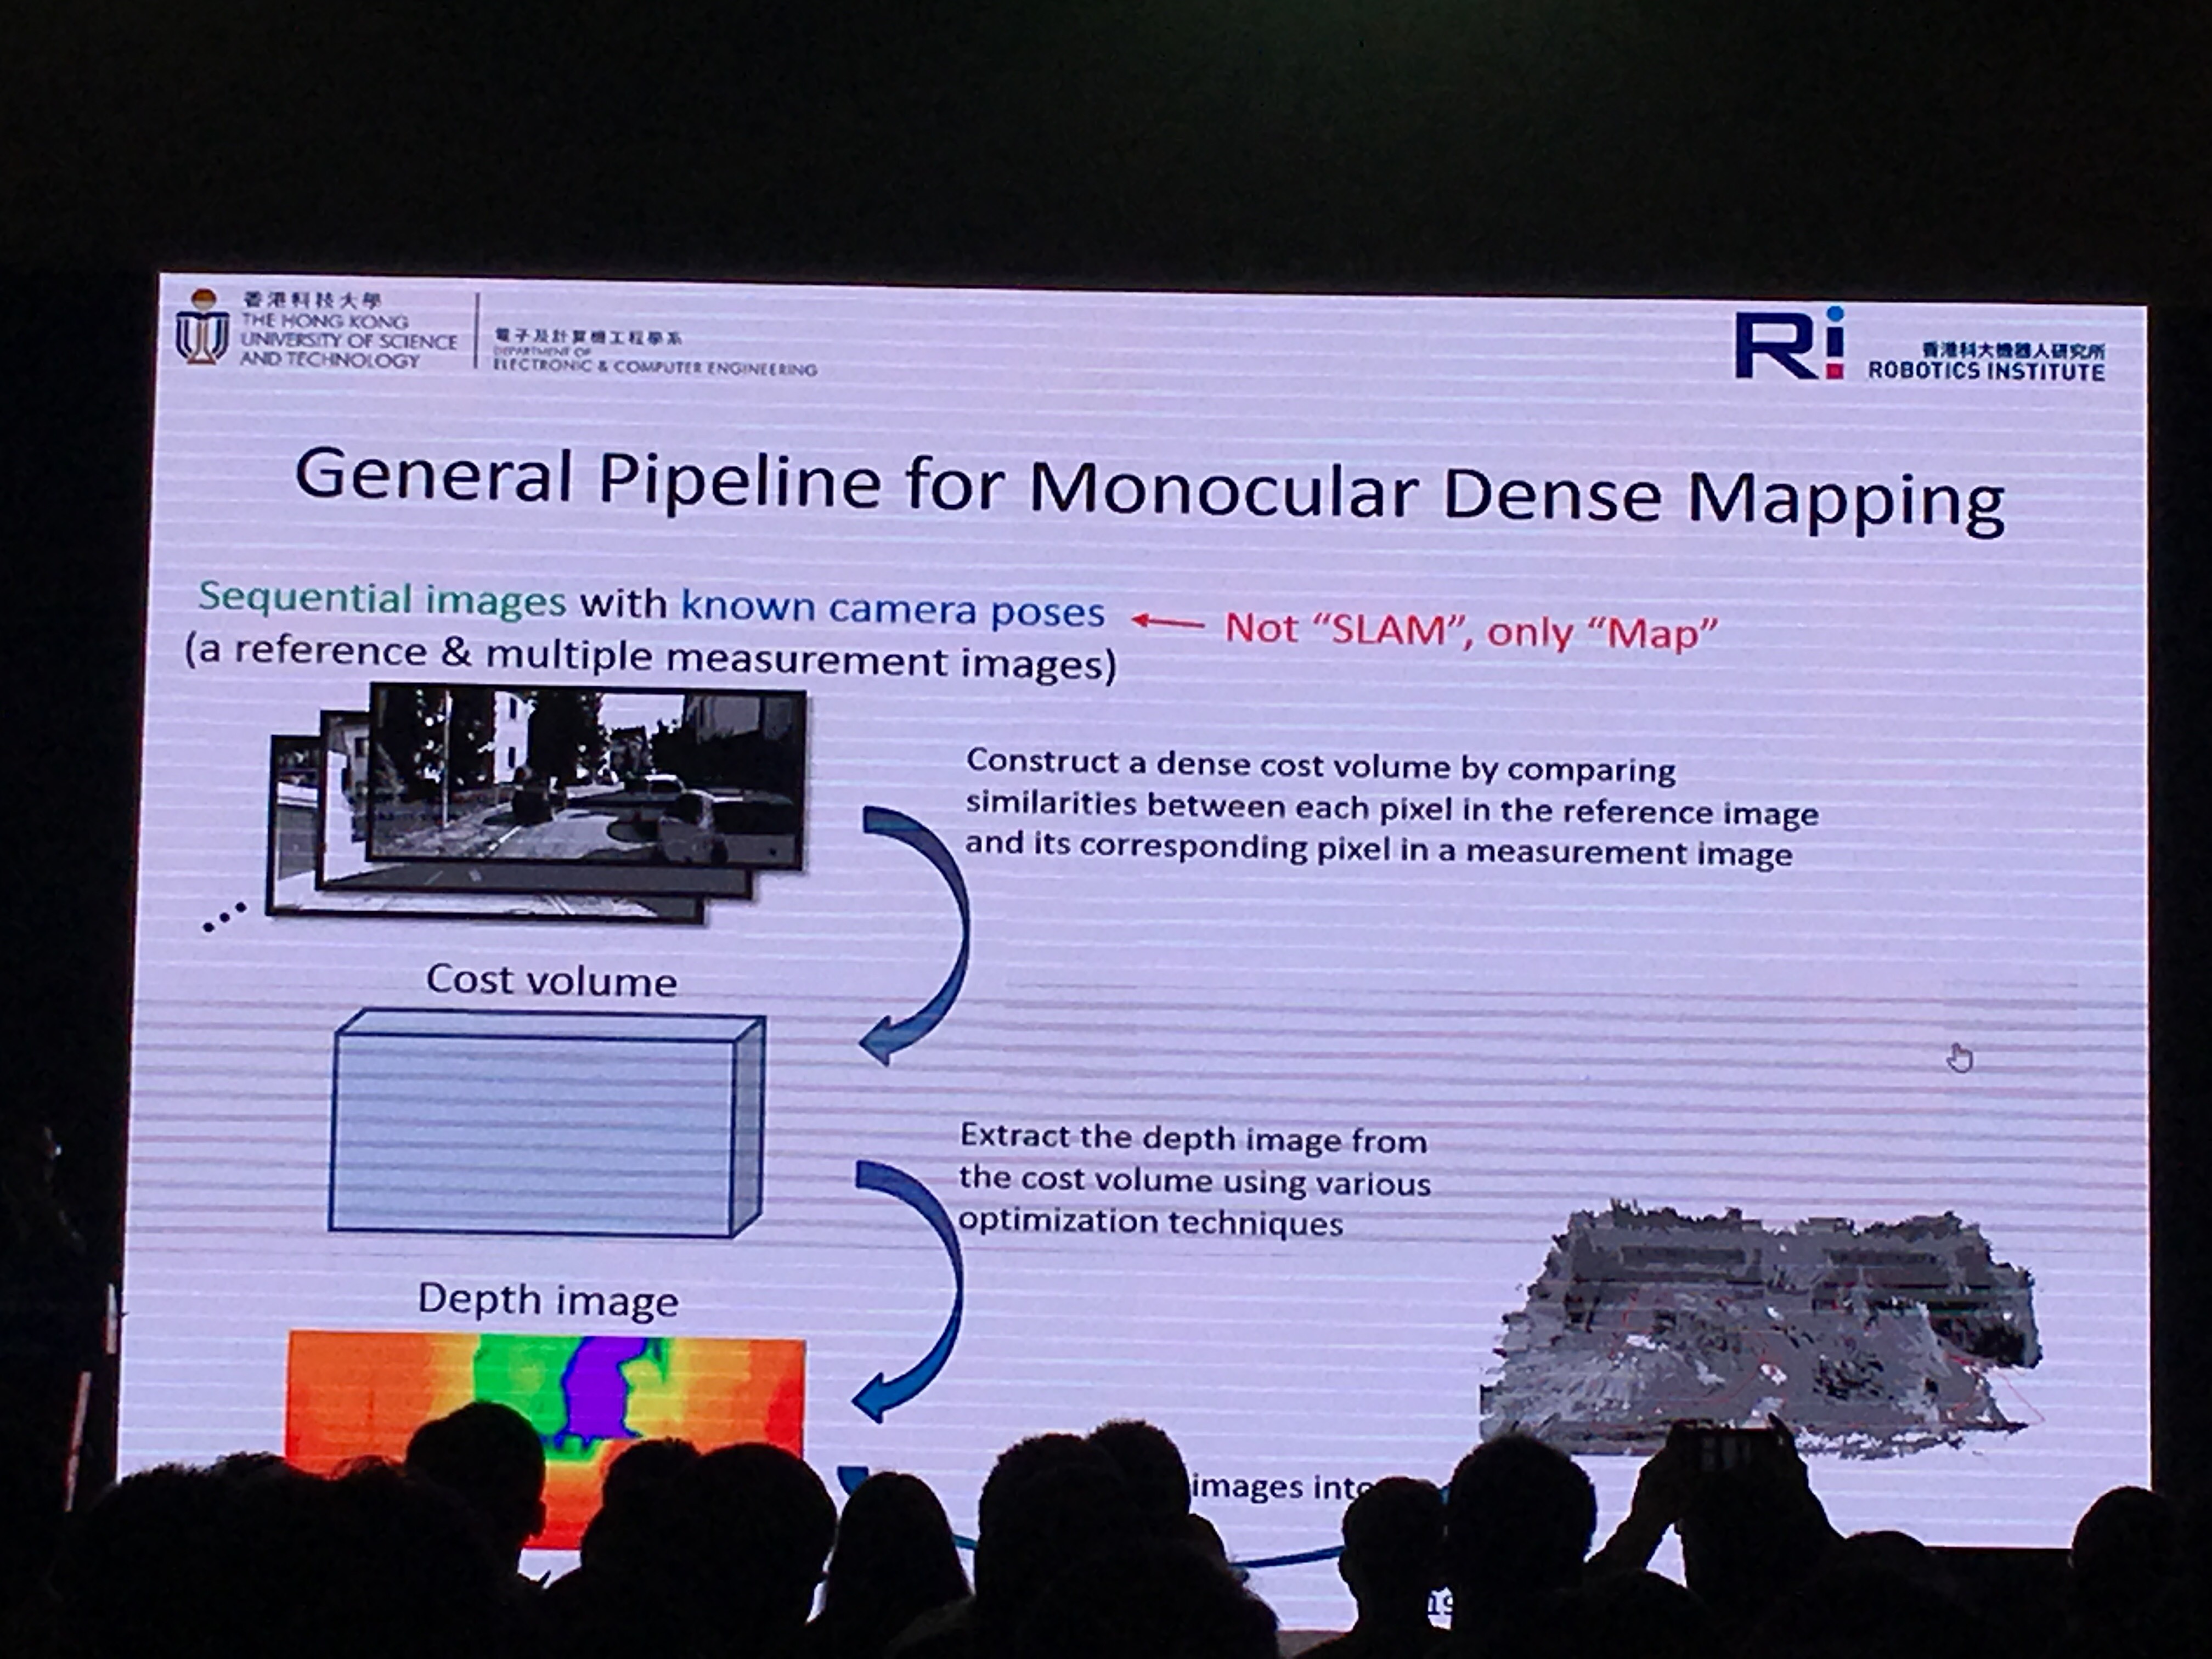 香港科技大學
THE HONG KONG
UNIVERSITY OF SCIENCE
AND TECHNOLOGY
電子及計算機工程學系
DEPARTMENT OF
ELECTRONIC & COMPUTER ENGINEERING
Ri
香港科大機器人研究所
ROBOTICS INSTITUTE
General Pipeline for Monocular Dense Mapping
Sequential images with known camera poses
Not “SLAM”, only “Map”
(a reference & multiple measurement images)
Construct a dense cost volume by comparing
similarities between each pixel in the reference image
and its corresponding pixel in a measurement image
Cost volume
Extract the depth image from
the cost volume using various
optimization techniques
Depth image
images into